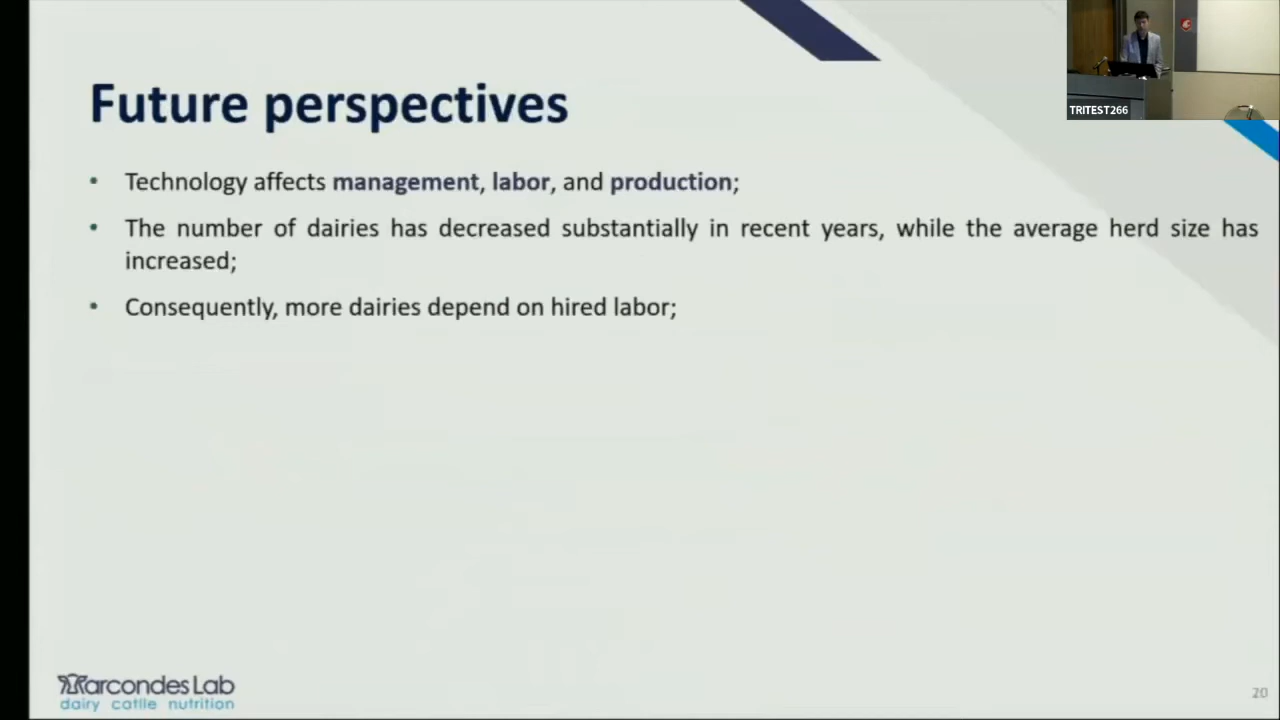 TRITEST266
Future perspectives
• Technology affects management, labor, and production;
• The number of dairies has decreased substantially in recent years, while the average herd size has
increased;
• Consequently, more dairies depend on hired labor;
Marcondes Lab
dairy cattle nutrition
20